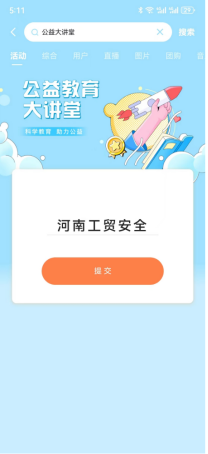 5:11
公益大讲堂
搜索
活动 综合 用户 直播 图片 团购
公益教育
大讲堂
科学教育 助力公益
河南工贸安全
提交